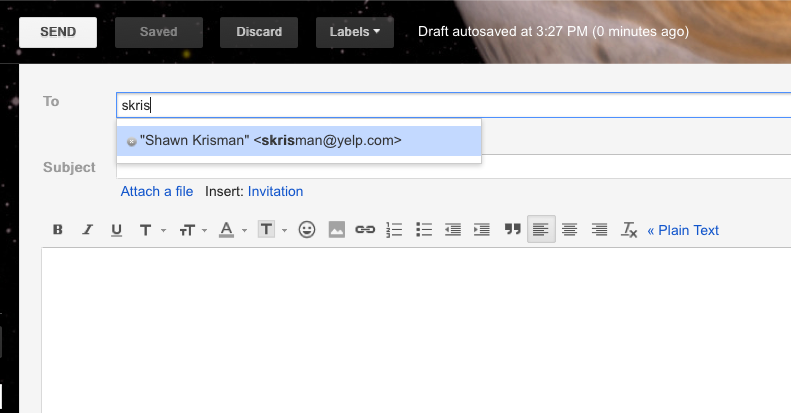 SEND Saved Discard Labels Draft autosaved at 3:27 PM (0 minutes ago)
To skris
"Shawn Krisman" <skrisman@yelp.com>
Subject
Attach a file Insert: Invitation
B I U T TT A T « Plain Text